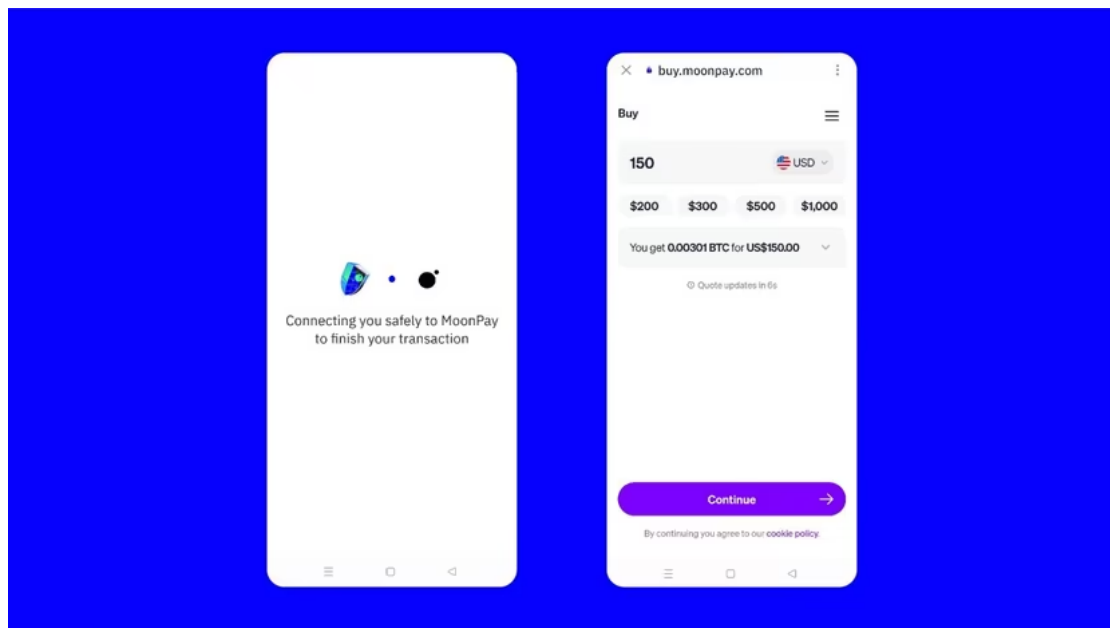 Connecting you safely to MoonPay
to finish your transaction
buy.moonpay.com
Buy
150 USD
$200 $300 $500 $1,000
You get 0.00301 BTC for US$150.00
Quote updates in 6s
Continue
By continuing you agree to our cookie policy.